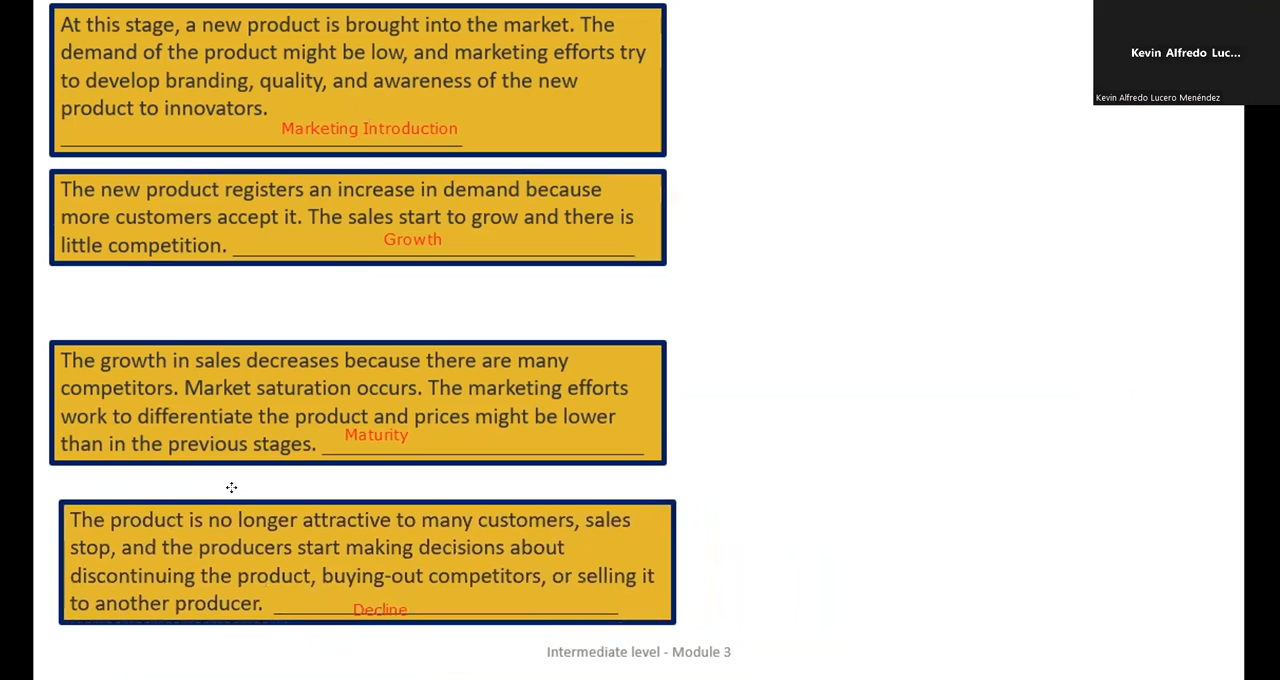 At this stage, a new product is brought into the market. The
demand of the product might be low, and marketing efforts try
to develop branding, quality, and awareness of the new
product to innovators.
Marketing Introduction
The new product registers an increase in demand because
more customers accept it. The sales start to grow and there is
little competition. Growth
The growth in sales decreases because there are many
competitors. Market saturation occurs. The marketing efforts
work to differentiate the product and prices might be lower
than in the previous stages. Maturity
The product is no longer attractive to many customers, sales
stop, and the producers start making decisions about
discontinuing the product, buying-out competitors, or selling it
to another producer. Decline
Intermediate level - Module 3
Kevin Alfredo Luc...
Kevin Alfredo Lucero Menéndez